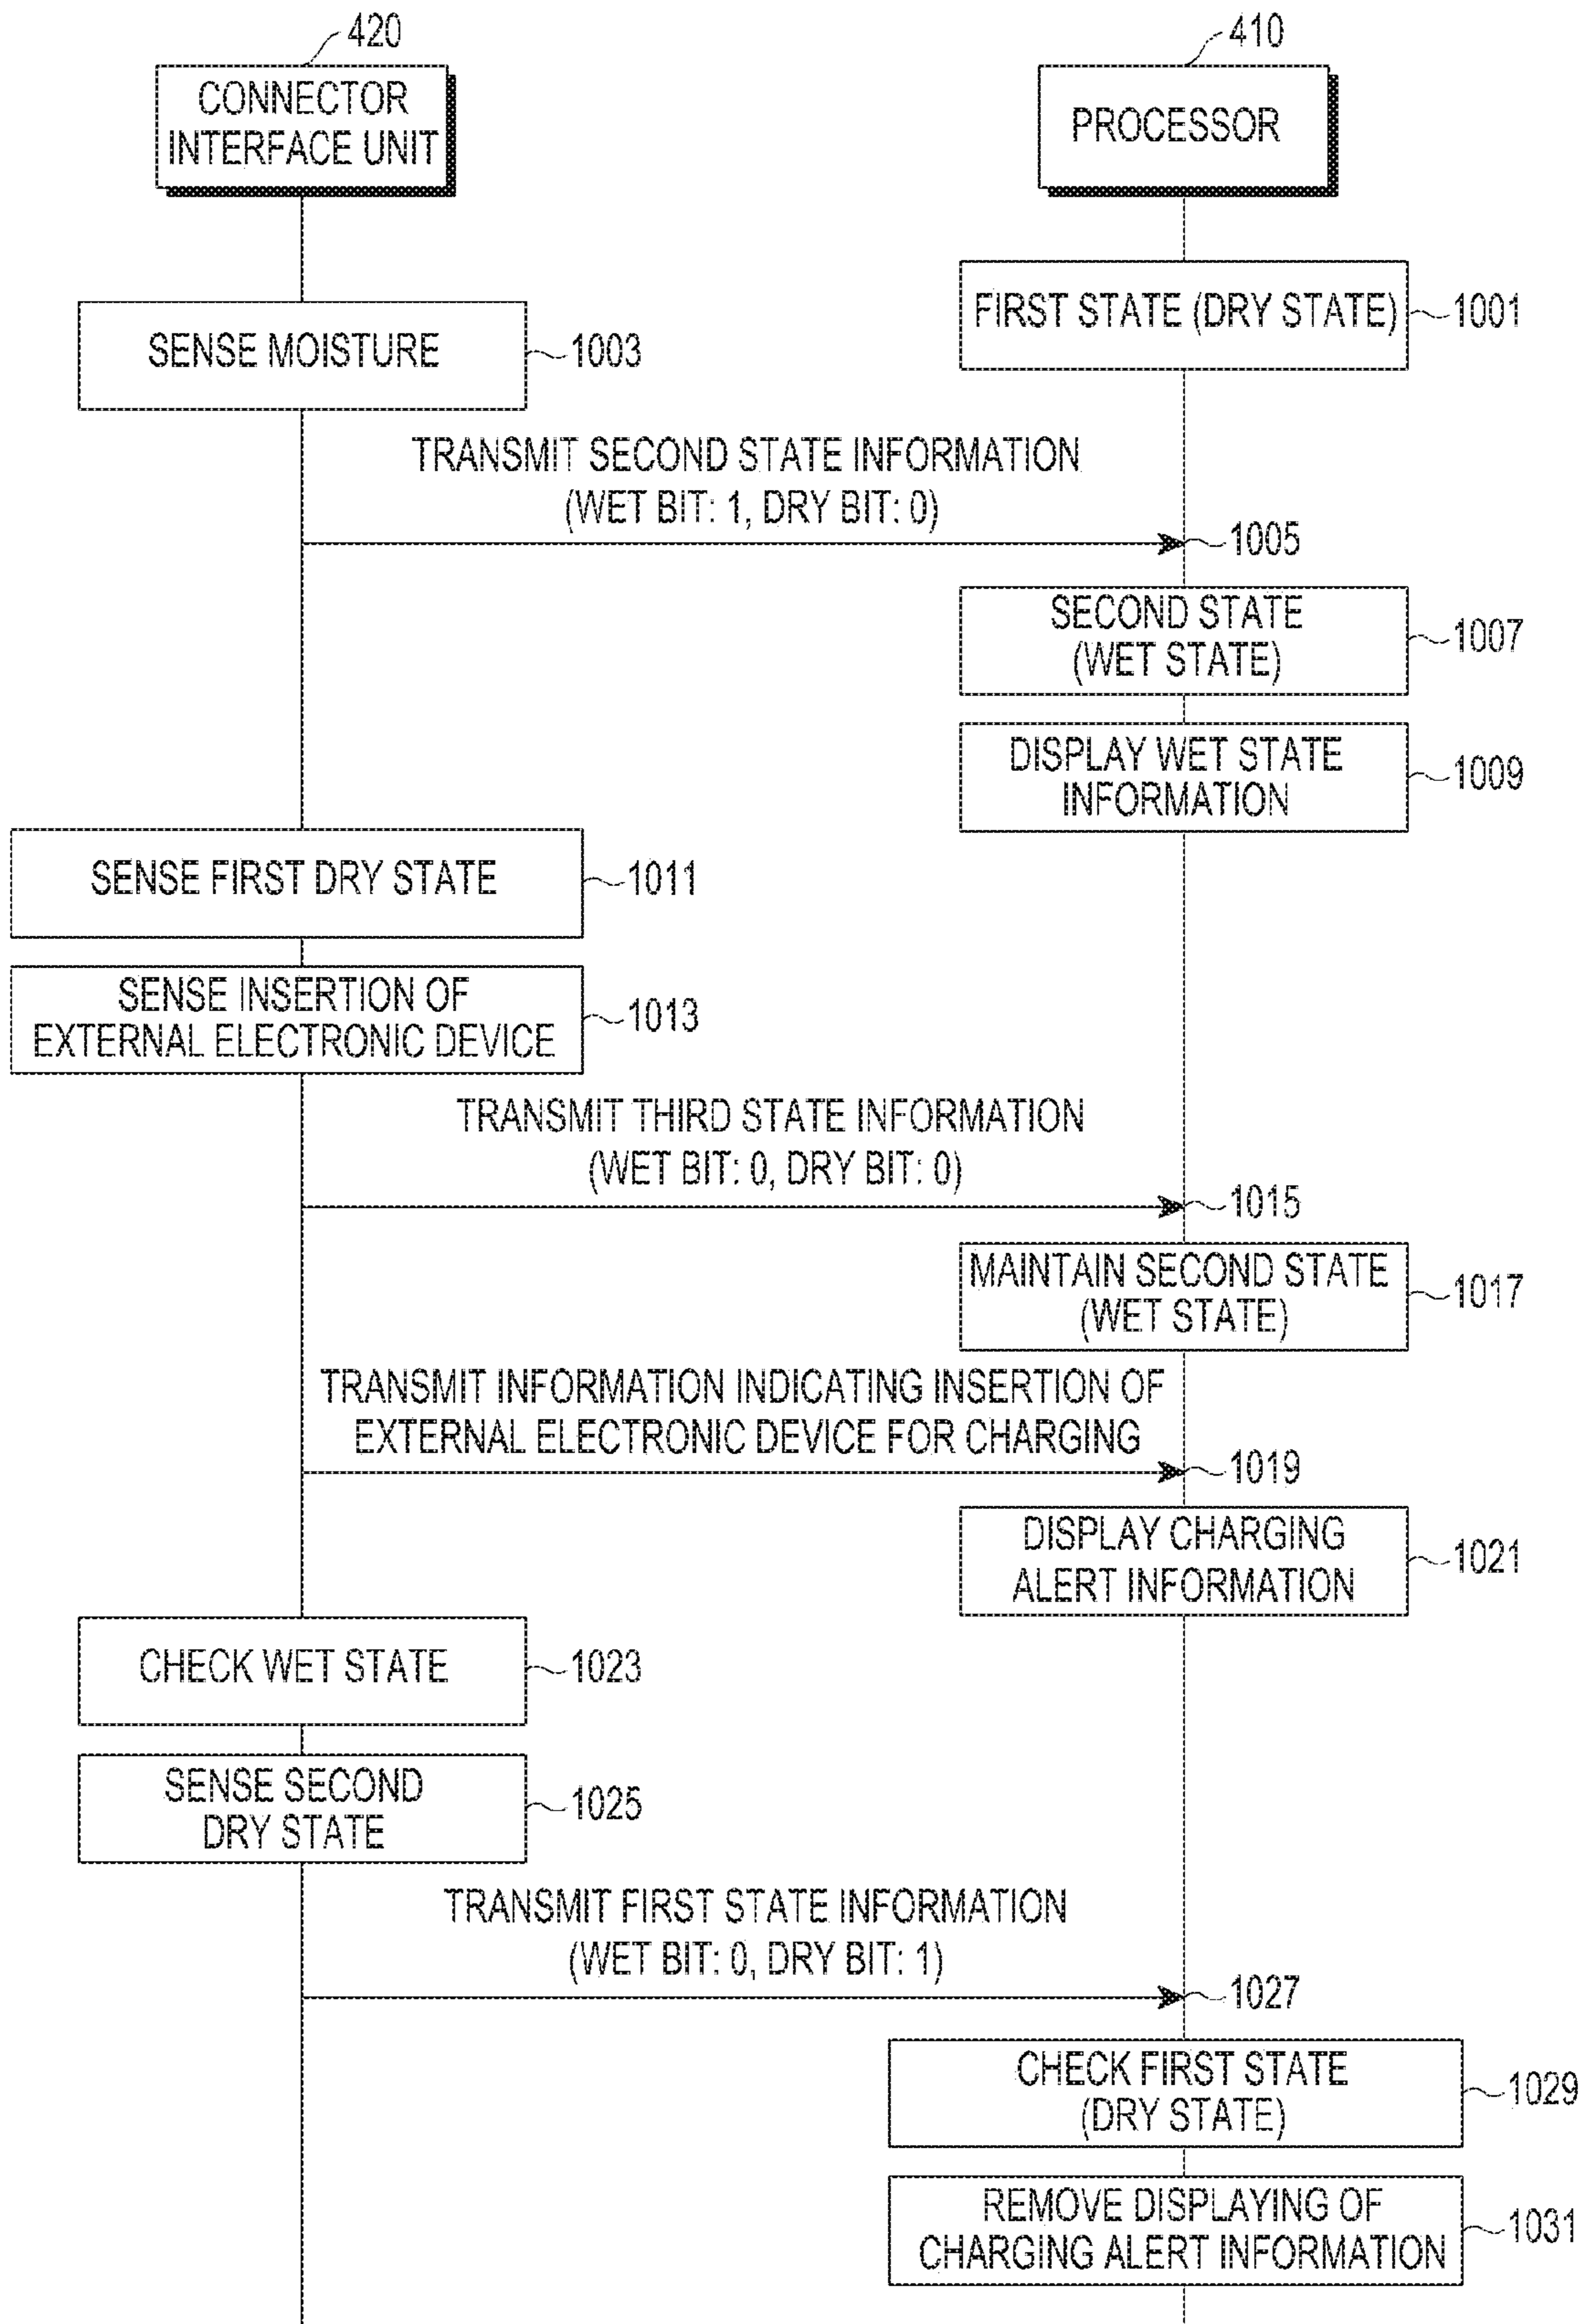 420
410
CONNECTOR
INTERFACE UNIT
PROCESSOR
FIRST STATE (DRY STATE)
1001
SENSE MOISTURE
1003
TRANSMIT SECOND STATE INFORMATION
(WET BIT: 1, DRY BIT: 0)
1005
SECOND STATE
(WET STATE)
1007
DISPLAY WET STATE
INFORMATION
1009
SENSE FIRST DRY STATE
1011
SENSE INSERTION OF
EXTERNAL ELECTRONIC DEVICE
1013
TRANSMIT THIRD STATE INFORMATION
(WET BIT: 0, DRY BIT: 0)
1015
MAINTAIN SECOND STATE
(WET STATE)
1017
TRANSMIT INFORMATION INDICATING INSERTION OF
EXTERNAL ELECTRONIC DEVICE FOR CHARGING
1019
DISPLAY CHARGING
ALERT INFORMATION
1021
CHECK WET STATE
1023
SENSE SECOND
DRY STATE
1025
TRANSMIT FIRST STATE INFORMATION
(WET BIT: 0, DRY BIT: 1)
1027
CHECK FIRST STATE
(DRY STATE)
1029
REMOVE DISPLAYING OF
CHARGING ALERT INFORMATION
1031